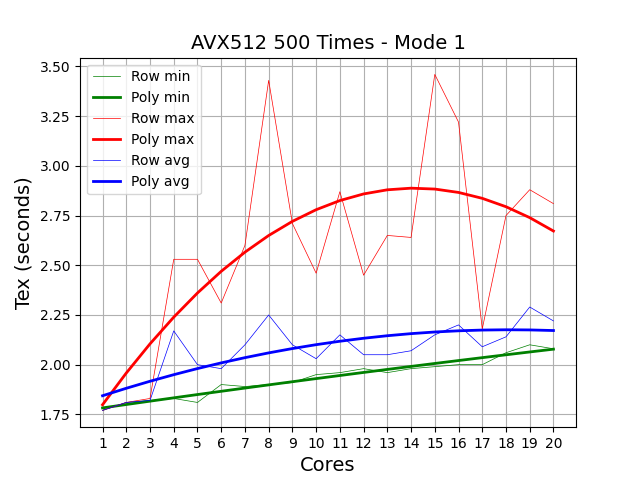 AVX512 500 Times - Mode 1
Tex (seconds)
3.50
3.25
3.00
2.75
2.50
2.25
2.00
1.75
Row min
Poly min
Row max
Poly max
Row avg
Poly avg
1 2 3 4 5 6 7 8 9 10 11 12 13 14 15 16 17 18 19 20
Cores